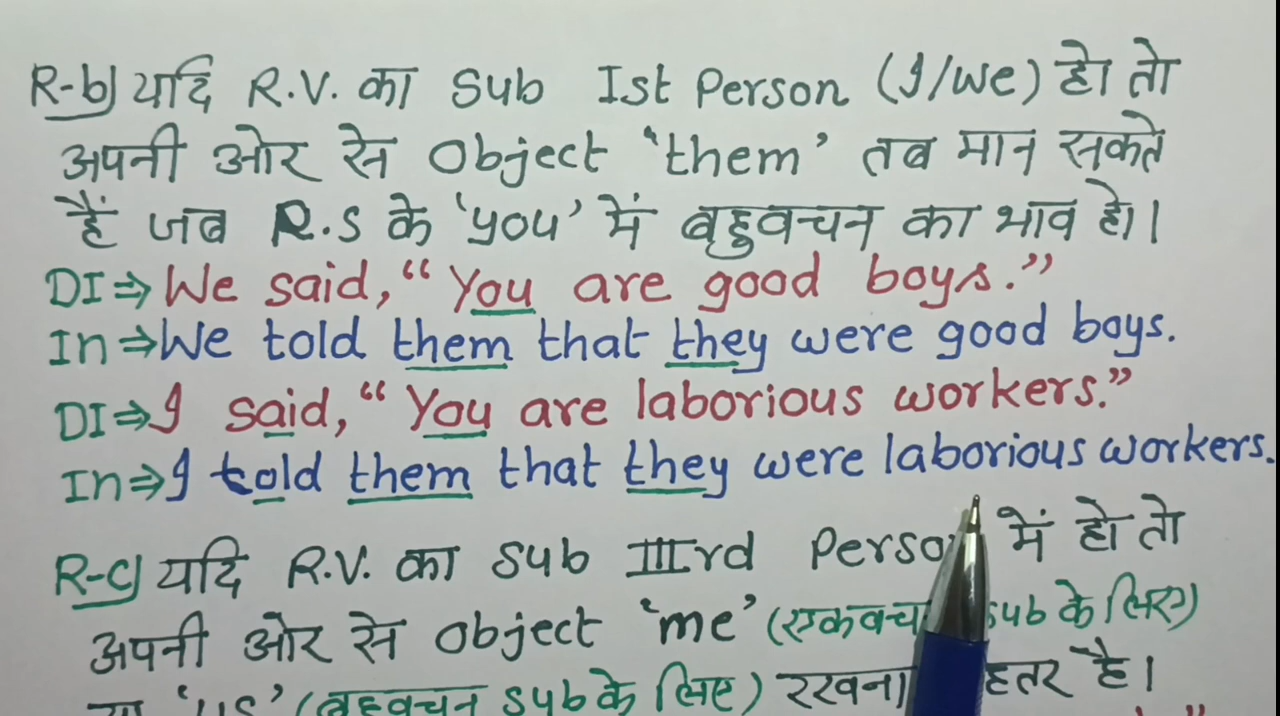 R-b) यदि R.V. का Sub Ist Person (I/we) हो तो
अपनी ओर से Object 'them' तब मान सकते
हैं जब R.S के 'you' में बहुवचन का भाव हो।
DI⇒ We said, "You are good boys."
In⇒ We told them that they were good boys.
DI⇒ I said, "You are laborious workers."
In⇒ I told them that they were laborious workers.
R-c) यदि R.V. का Sub IIIrd Person में हो तो
अपनी ओर से Object 'me' (एकवचन Sub के लिए)
या 'us' (बहुवचन Sub के लिए) रखना है।